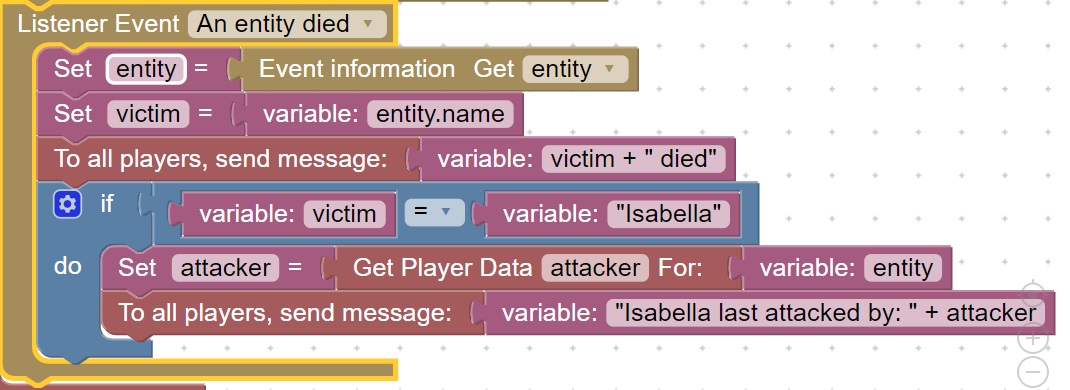 Listener Event An entity died
Set entity = Event information Get entity
Set victim = variable: entity.name
To all players, send message: variable: victim + " died"
if variable: victim = variable: "Isabella"
do Set attacker = Get Player Data attacker For: variable: entity
To all players, send message: variable: "Isabella last attacked by: " + attacker